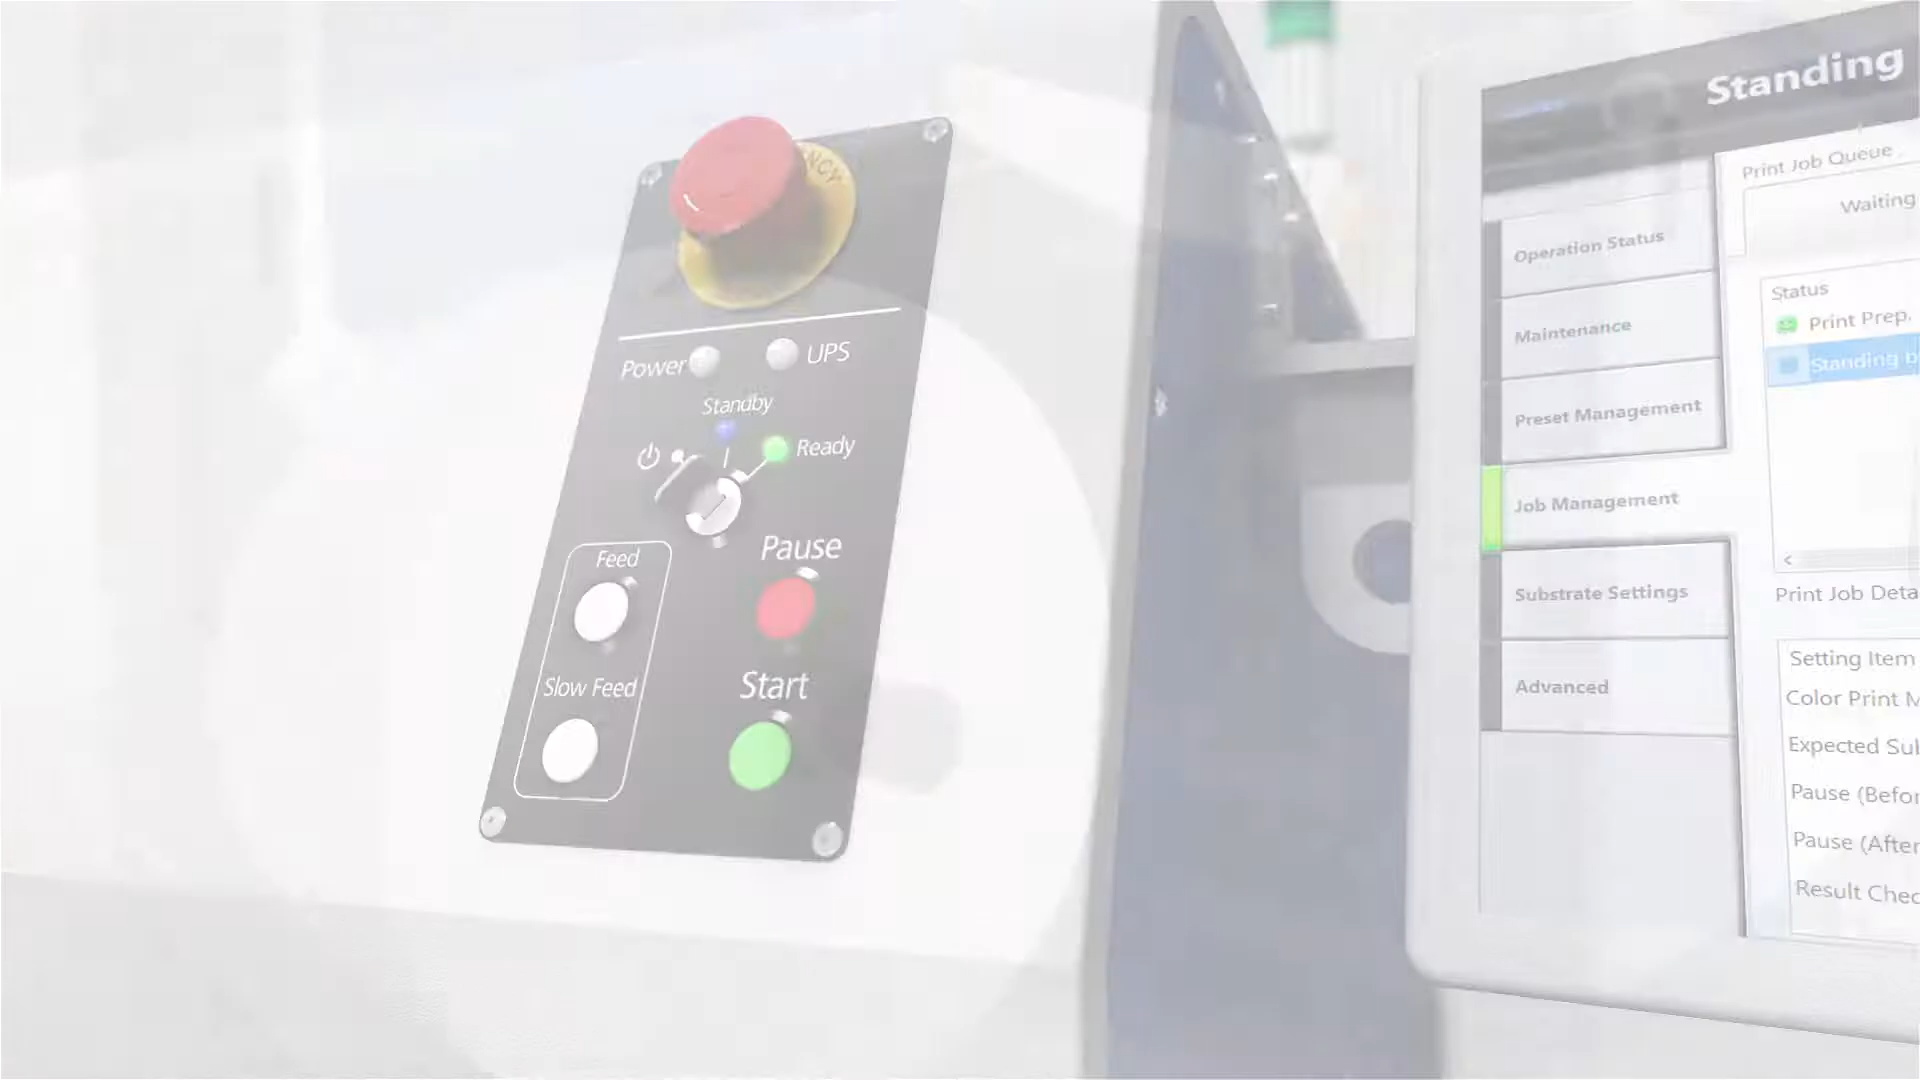 NCY
Power
UPS
Standby
Ready
Feed
Pause
Slow Feed
Start
Standing
Print Job Queue
Waiting
Operation Status
Maintenance
Preset Management
Job Management
Substrate Settings
Advanced
Status
Print Prep.
Standing b
<
Print Job Deta
Setting Item
Color Print M
Expected Sul
Pause (Befor
Pause (After
Result Chec